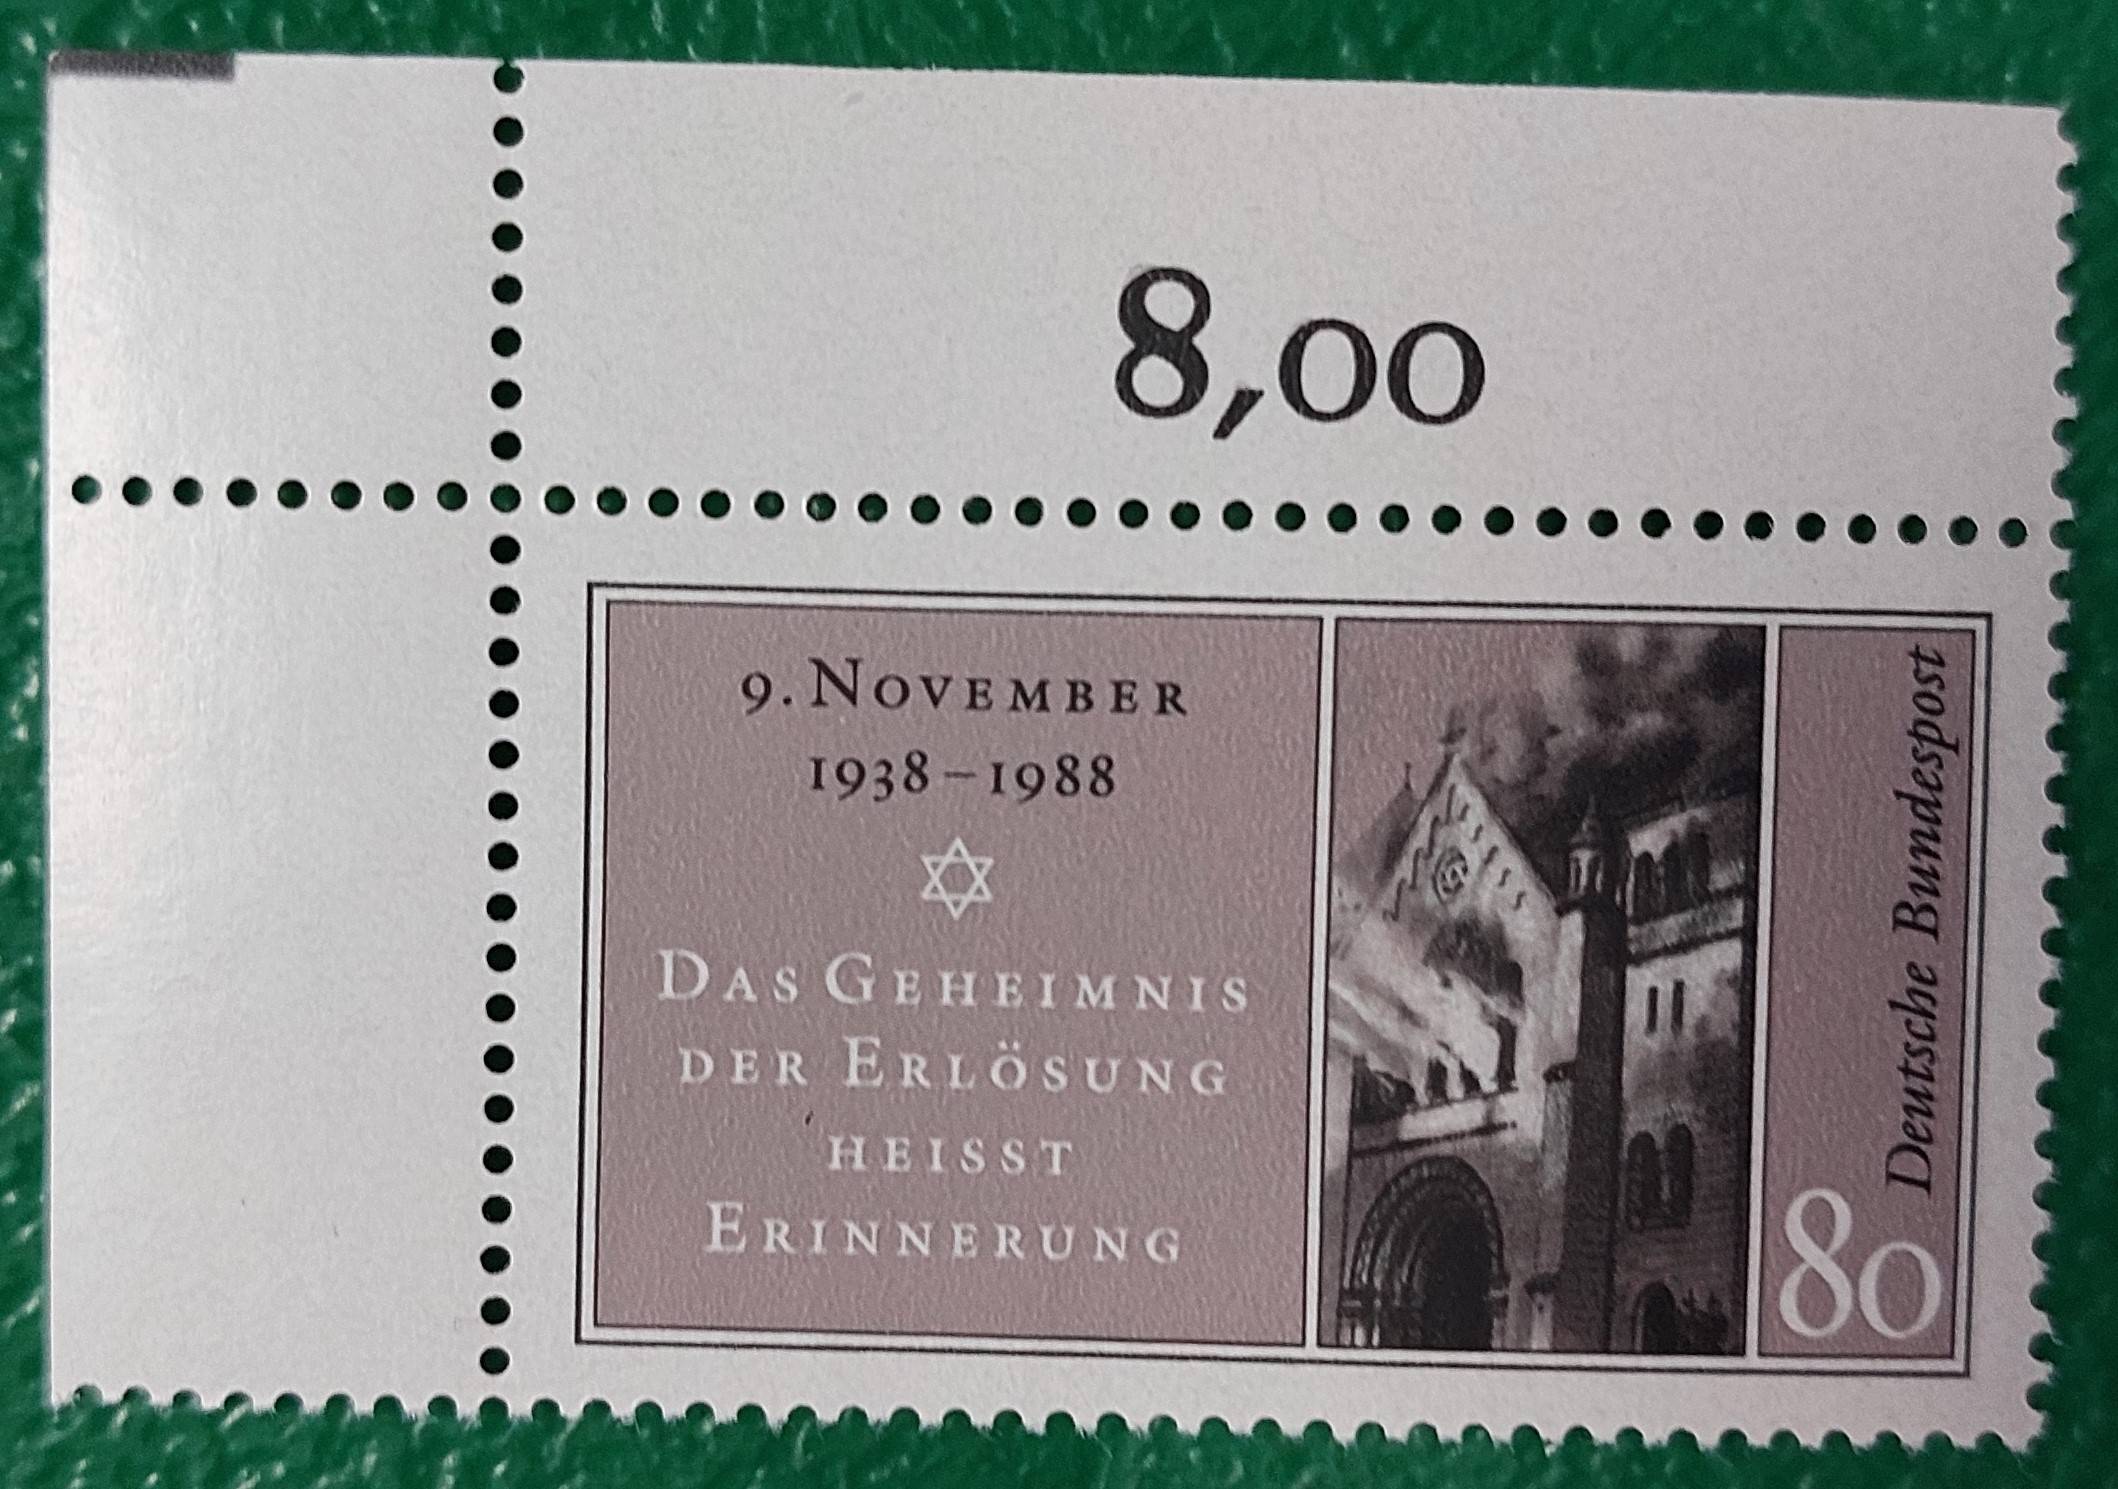 8,00
9. NOVEMBER
1938–1988
DAS GEHEIMNIS
DER ERLÖSUNG
HEISST
ERINNERUNG
Deutsche Bundespost
80